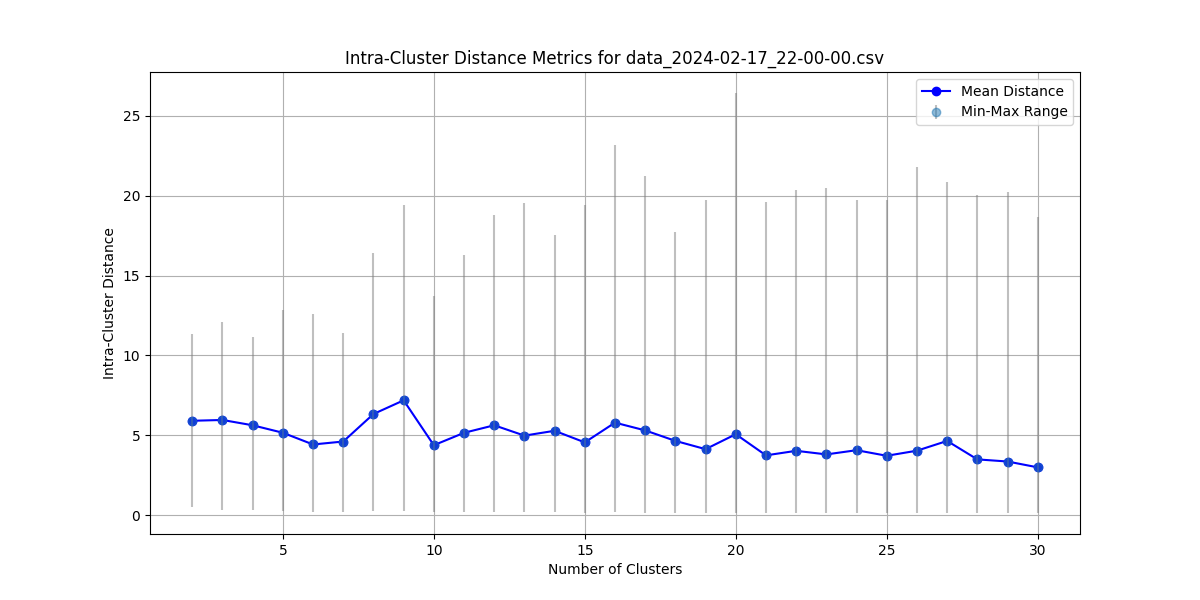 Intra-Cluster Distance Metrics for data_2024-02-17_22-00-00.csv
Mean Distance
Min-Max Range
25
20
15
10
5
0
Intra-Cluster Distance
5 10 15 20 25 30
Number of Clusters